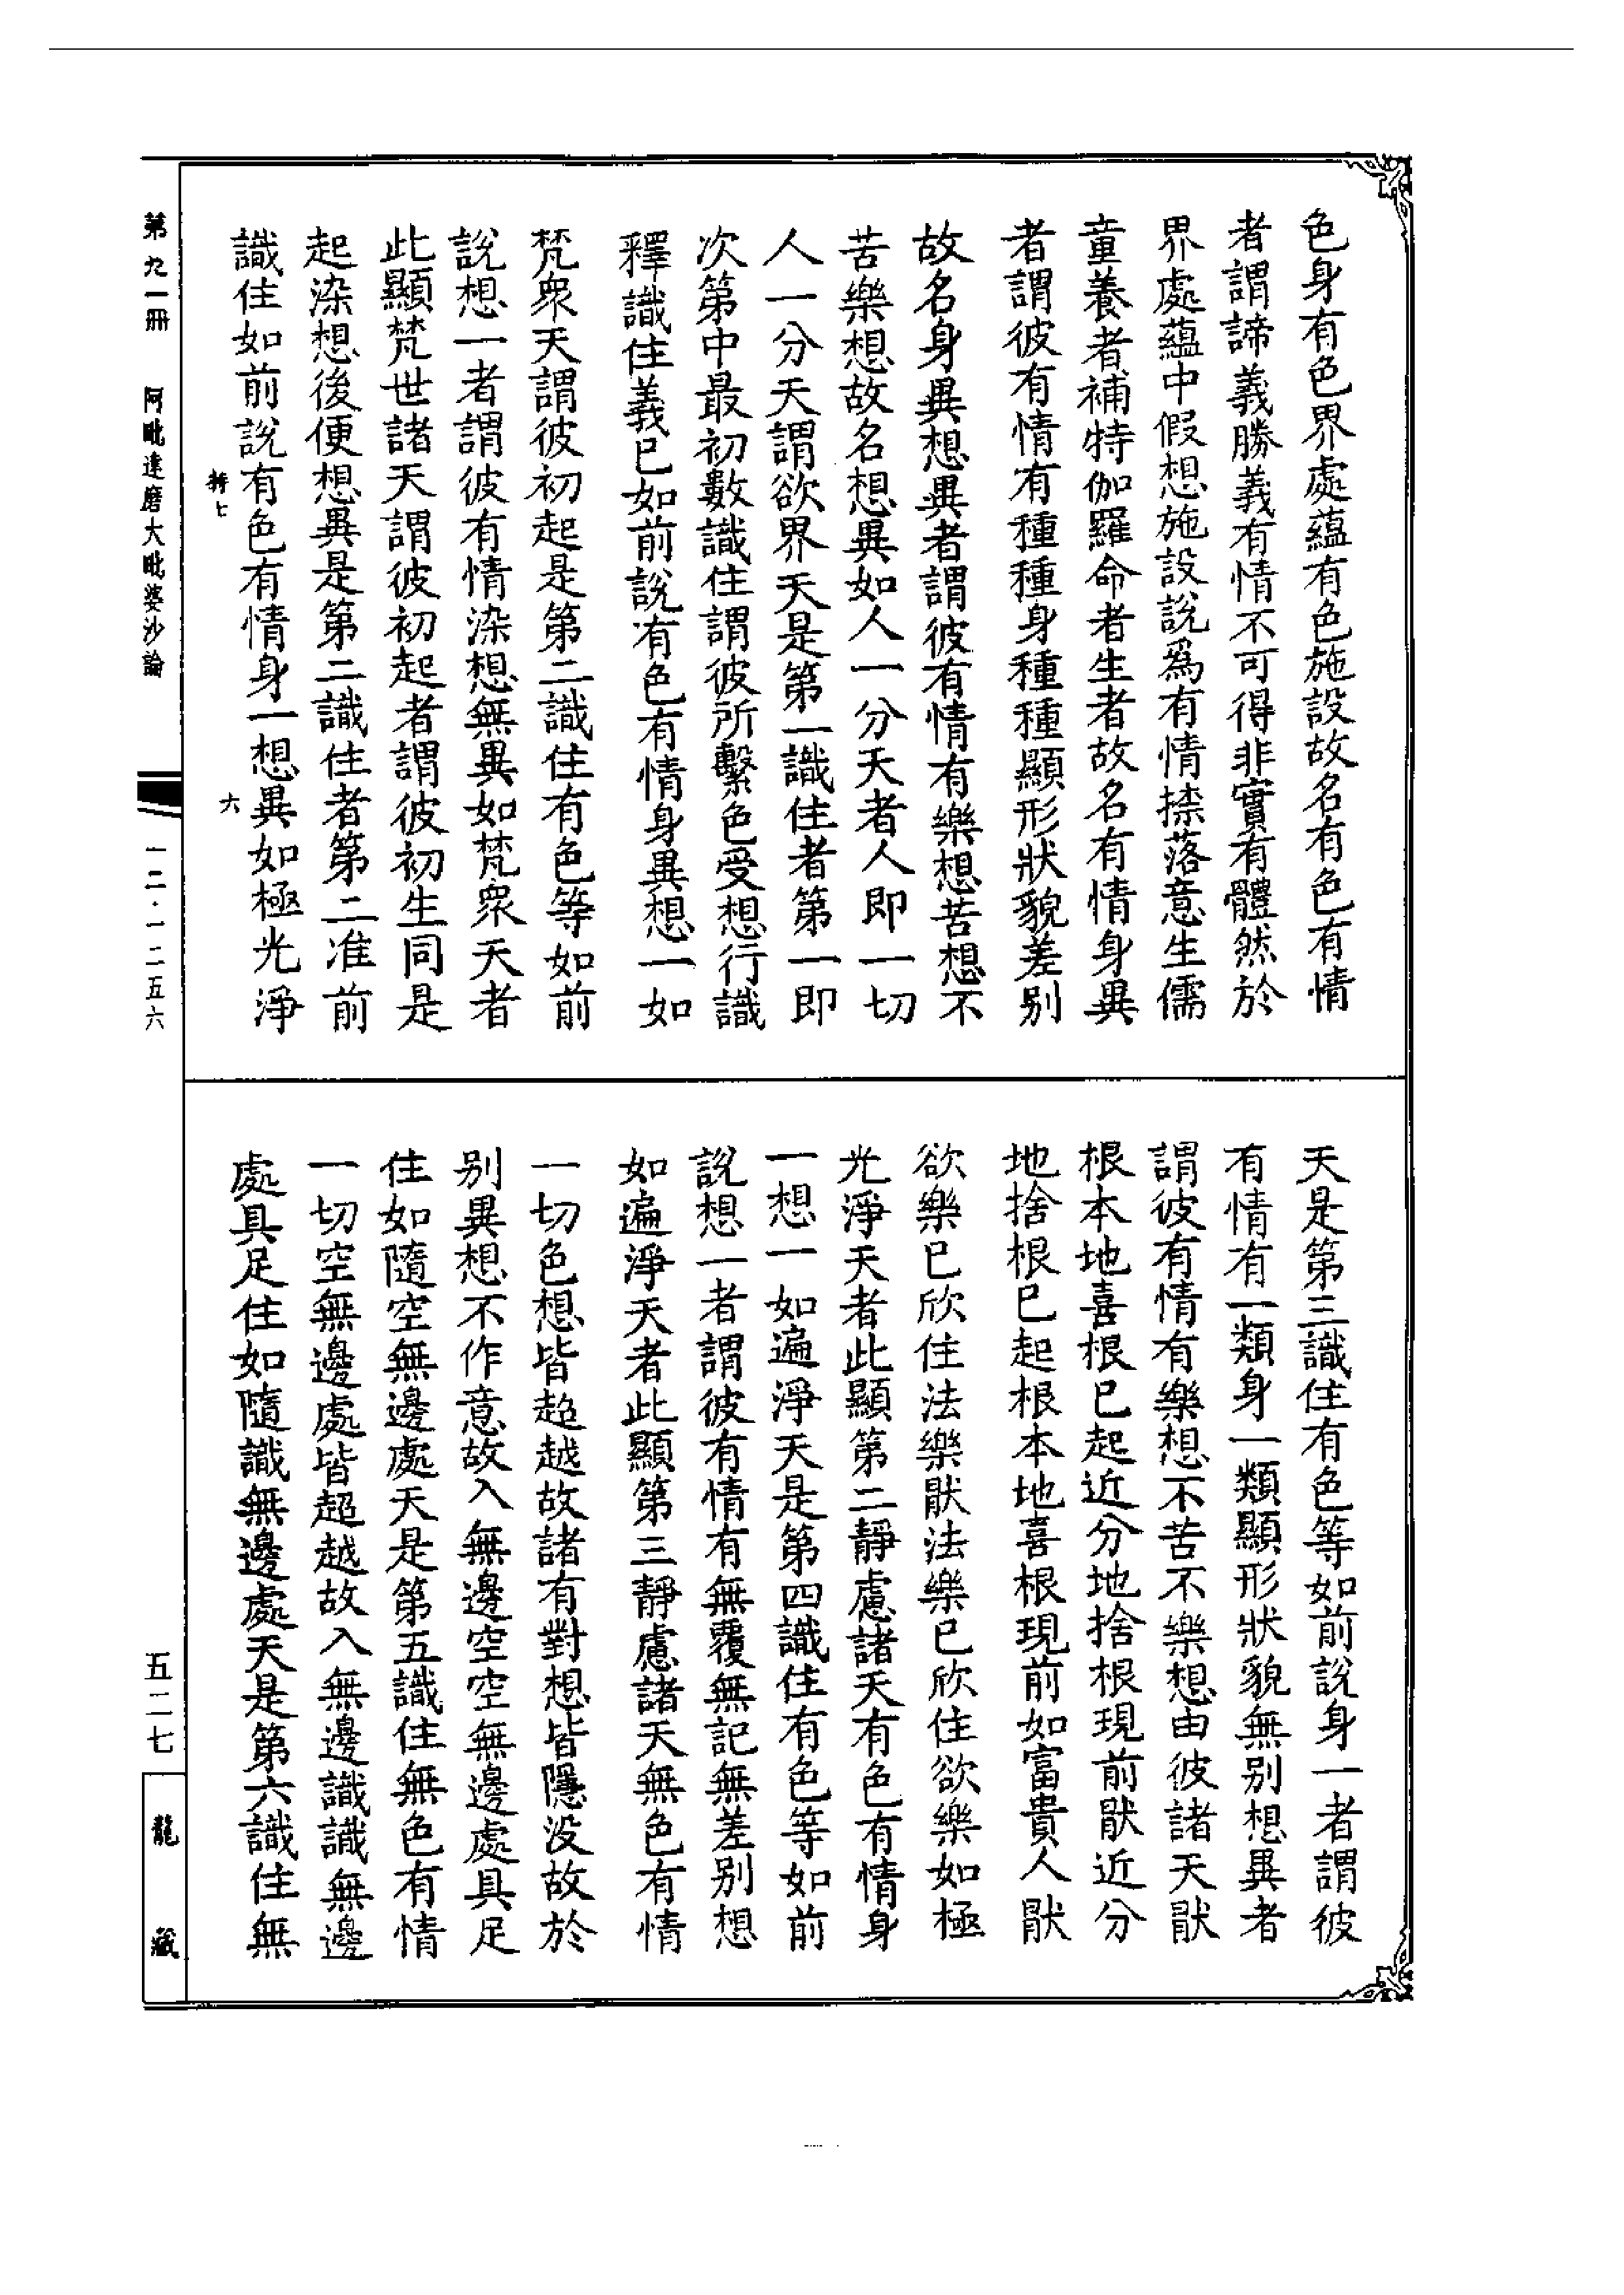 色身有色界處蘊有色施設故名有色有情
者謂諦義勝義有情不可得非實有體然於
界處蘊中假想施設說爲有情捺落意生儒
童養者補特伽羅命者生者故名有情身異
者謂彼有情有種種身種種顯形狀貌差別
故名身異想異者謂彼有情有樂想苦想不
苦樂想故名想異如人一分天者人即一切
人一分天謂欲界天是第一識住者第一即
次第中最初數識住謂彼所繫色受想行識
釋識住義已如前說有色有情身異想一如
梵衆天謂彼初起是第二識住有色等如前
說想一者謂彼有情染想無異如梵衆天者
此顯梵世諸天謂彼初起者謂彼初生同是
起染想後便想異是第二識住者第二准前
識住如前說有色有情身一想異如極光淨
天是第三識住有色等如前說身一者謂彼
有情有一類身一類顯形狀貌無別想異者
謂彼有情有樂想不苦不樂想由彼諸天猒
根本地喜根已起近分地捨根現前猒近分
地捨根已起根本地喜根現前如富貴人猒
欲樂已欣住法樂猒法樂已欣住欲樂如極
光淨天者此顯第二靜慮諸天有色有情身
一想一如遍淨天是第四識住有色等如前
說想一者謂彼有情有無覆無記無差別想
如遍淨天者此顯第三靜慮諸天無色有情
一切色想皆超越故諸有對想皆隱没故於
別異想不作意故入無邊空空無邊處具足
住如隨空無邊處天是第五識住無色有情
一切空無邊處皆超越故入無邊識識無邊
處具足住如隨識無邊處天是第六識住無
七
六
第九一冊
阿毗達磨大毗婆沙論
一二·一二五六
五二七
龍藏